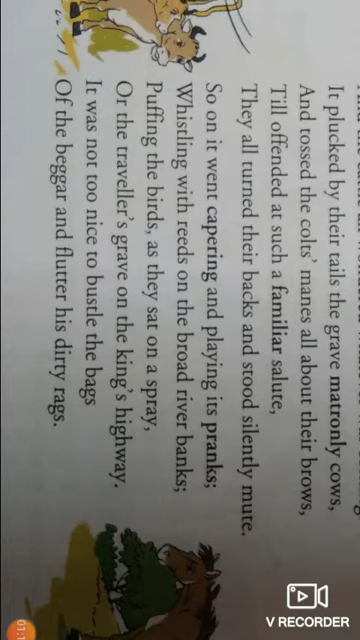 It plucked by their tails the grave matronly cows,
And tossed the colts' manes all about their brows,
Till offended at such a familiar salute,
They all turned their backs and stood silently mute.
So on it went capering and playing its pranks;
Whistling with reeds on the broad river banks;
Puffing the birds, as they sat on a spray,
Or the traveller's grave on the king's highway.
It was not too nice to bustle the bags
Of the beggar and flutter his dirty rags.
V RECORDER